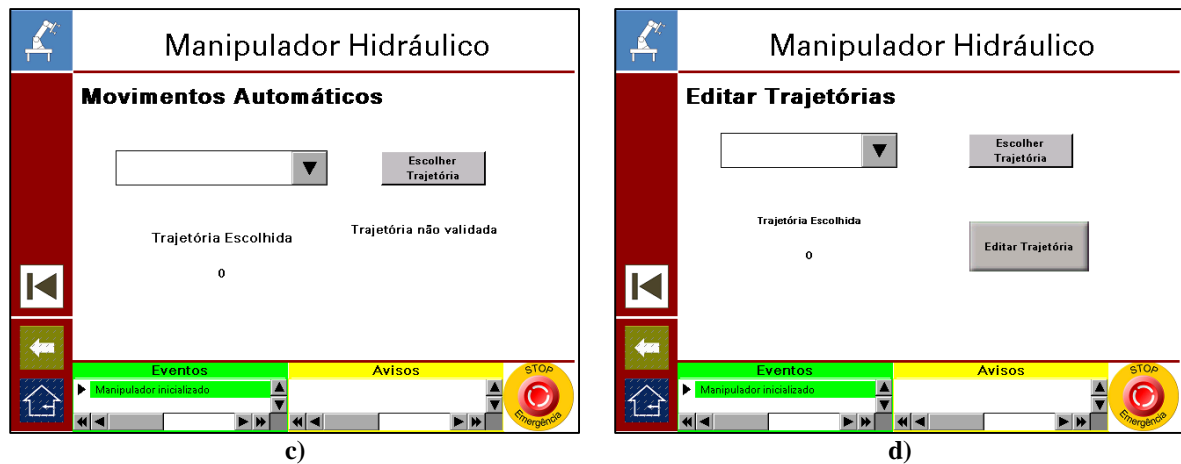 Manipulador Hidráulico
Movimentos Automáticos
Escolher
Trajetória
Trajetória Escolhida
Trajetória não validada
0
Eventos
Avisos
Manipulador inicializado
STOP
Emergência
c)
Manipulador Hidráulico
Editar Trajetórias
Escolher
Trajetória
Trajetória Escolhida
Editar Trajetória
0
Eventos
Avisos
Manipulador inicializado
STOP
Emergência
d)